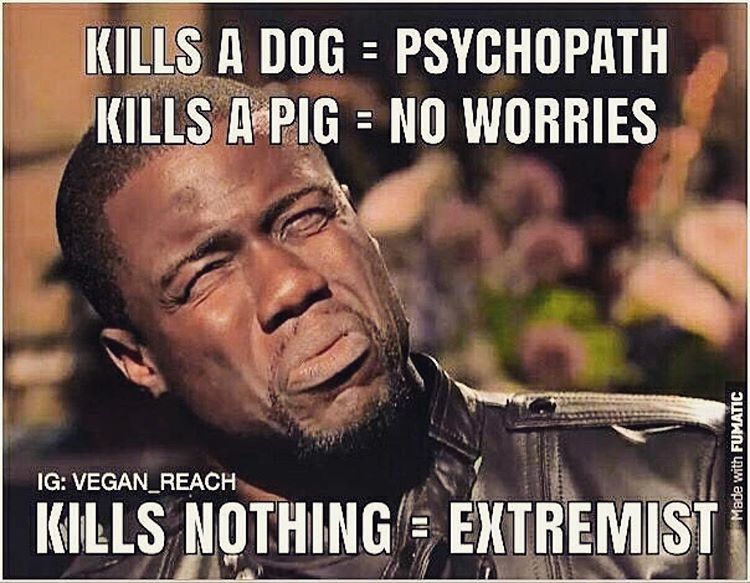 KILLS A DOG = PSYCHOPATH
KILLS A PIG = NO WORRIES
IG: VEGAN_REACH
KILLS NOTHING = EXTREMIST
Made with FUMATIC